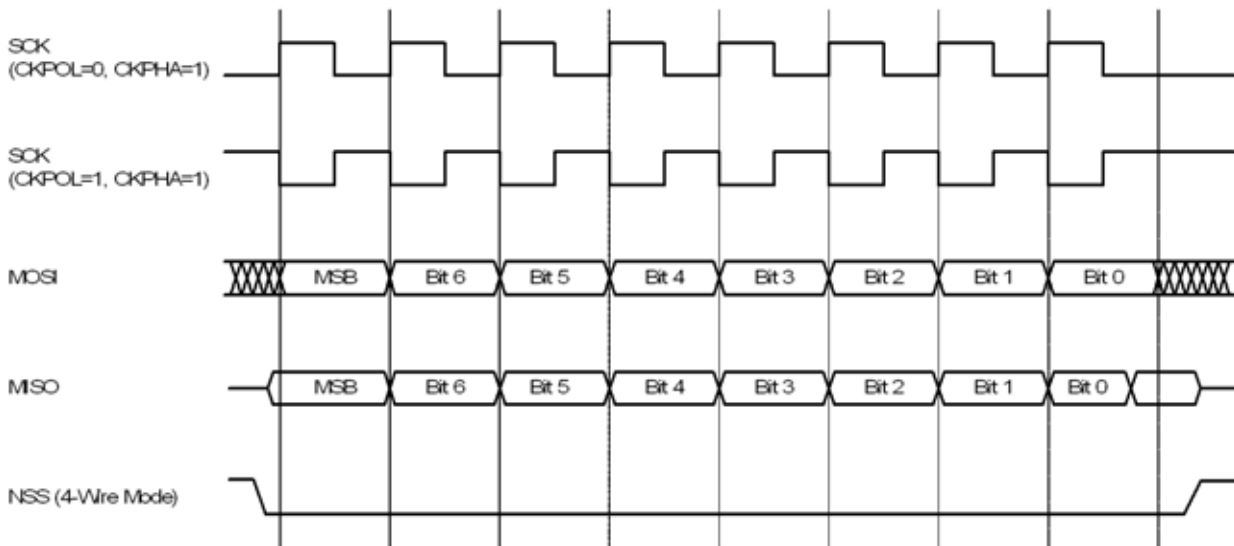 SCK
(CKPOL=0, CKPHA=1)
SCK
(CKPOL=1, CKPHA=1)
MOSI
MSB Bit 6 Bit 5 Bit 4 Bit 3 Bit 2 Bit 1 Bit 0
MISO
MSB Bit 6 Bit 5 Bit 4 Bit 3 Bit 2 Bit 1 Bit 0
NSS (4-Wire Mode)